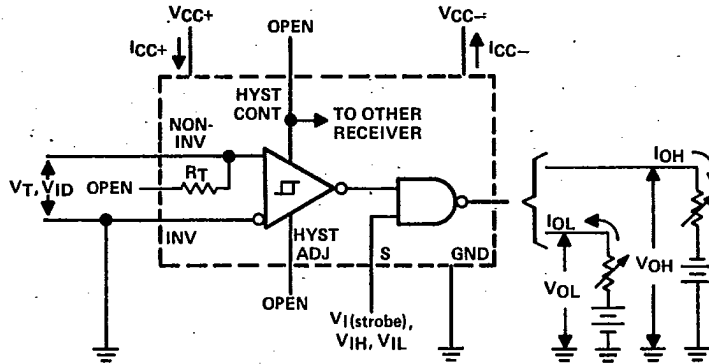 VCC+
VCC−
ICC+
OPEN
ICC−
HYST
CONT
TO OTHER
RECEIVER
NON-
INV
RT
OPEN
VT, VID
INV
HYST
ADJ
S
GND
OPEN
VI(strobe),
VIH, VIL
IOH
IOL
VOH
VOL